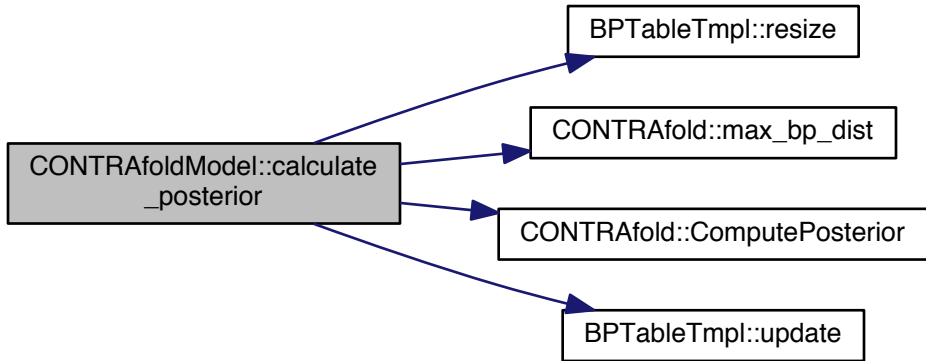 BPTableTmpl::resize
CONTRAfold::max_bp_dist
CONTRAfoldModel::calculate
_posterior
CONTRAfold::ComputePosterior
BPTableTmpl::update